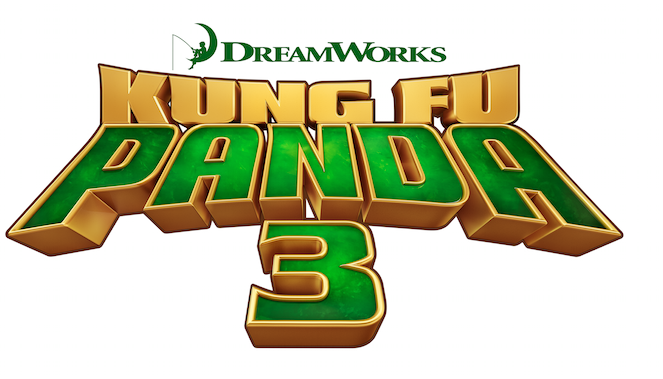 DREAMWORKS
KUNG FU
PANDA
3